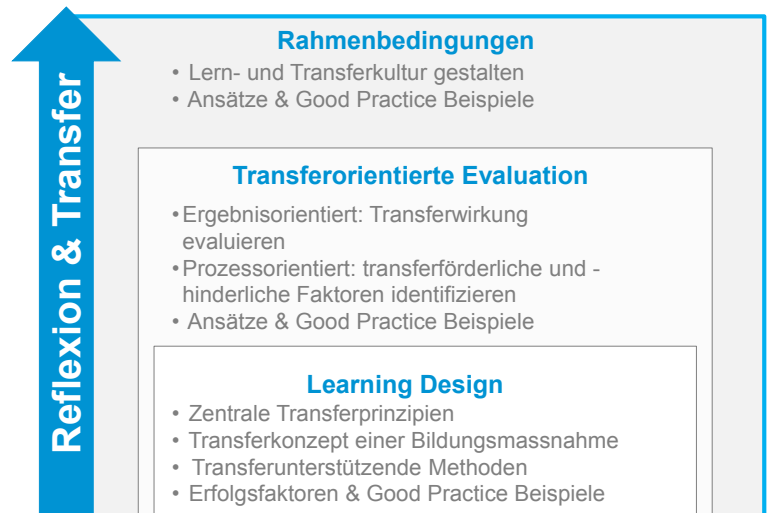 Reflexion & Transfer
Rahmenbedingungen
• Lern- und Transferkultur gestalten
• Ansätze & Good Practice Beispiele
Transferorientierte Evaluation
•Ergebnisorientiert: Transferwirkung
evaluieren
•Prozessorientiert: transferförderliche und -
hinderliche Faktoren identifizieren
• Ansätze & Good Practice Beispiele
Learning Design
• Zentrale Transferprinzipien
• Transferkonzept einer Bildungsmassnahme
• Transferunterstützende Methoden
• Erfolgsfaktoren & Good Practice Beispiele